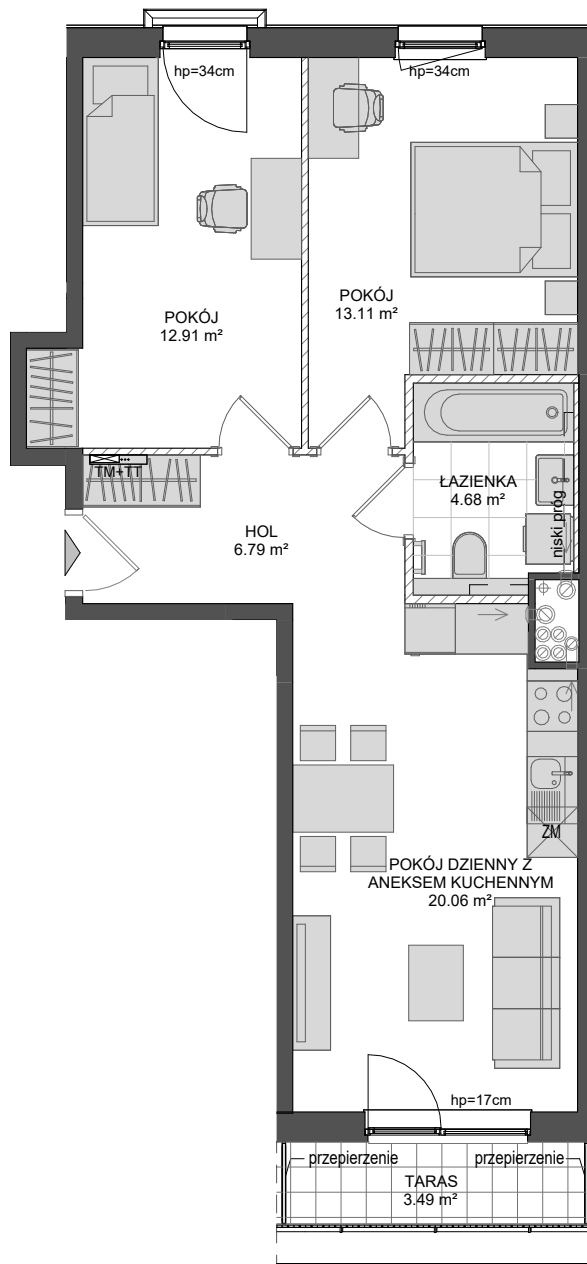 hp=34cm
hp=34cm
POKÓJ
12.91 m²
POKÓJ
13.11 m²
TM+TT
ŁAZIENKA
4.68 m²
niski próg
HOL
6.79 m²
ZM
POKÓJ DZIENNY Z
ANEKSEM KUCHENNYM
20.06 m²
hp=17cm
przepierzenie
przepierzenie
TARAS
3.49 m²